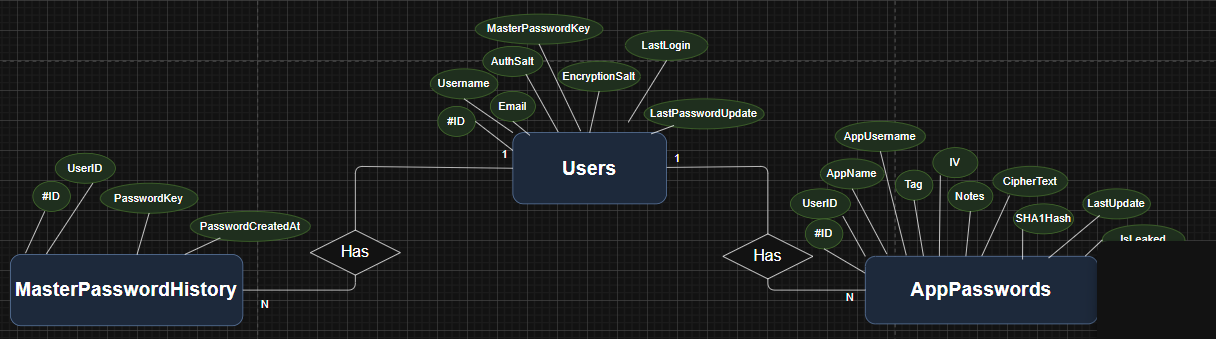 MasterPasswordKey
LastLogin
AuthSalt
EncryptionSalt
Username
Email
LastPasswordUpdate
#ID
Users
1
1
Has
Has
UserID
#ID
PasswordKey
PasswordCreatedAt
MasterPasswordHistory
N
AppUsername
IV
AppName
Tag
CipherText
Notes
UserID
LastUpdate
SHA1Hash
#ID
IsLeaked
AppPasswords
N